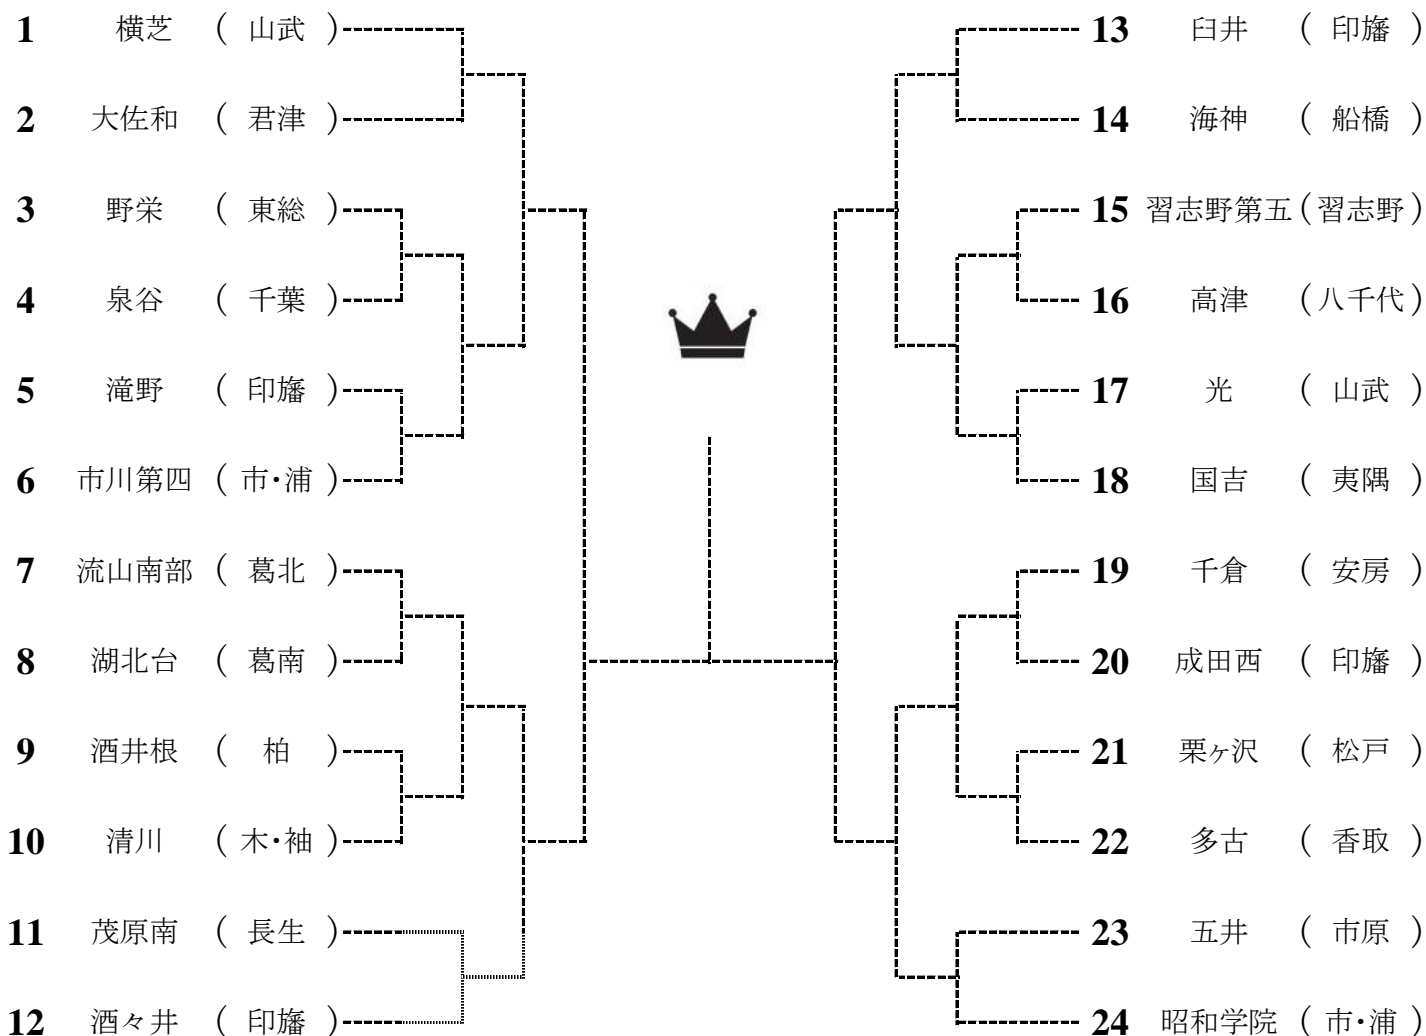 1 横芝 ( 山武 )
2 大佐和 ( 君津 )
3 野栄 ( 東総 )
4 泉谷 ( 千葉 )
5 滝野 ( 印旛 )
6 市川第四 ( 市・浦 )
7 流山南部 ( 葛北 )
8 湖北台 ( 葛南 )
9 酒井根 ( 柏 )
10 清川 ( 木・袖 )
11 茂原南 ( 長生 )
12 酒々井 ( 印旛 )
13 臼井 ( 印旛 )
14 海神 ( 船橋 )
15 習志野第五 ( 習志野 )
16 高津 ( 八千代 )
17 光 ( 山武 )
18 国吉 ( 夷隅 )
19 千倉 ( 安房 )
20 成田西 ( 印旛 )
21 栗ヶ沢 ( 松戸 )
22 多古 ( 香取 )
23 五井 ( 市原 )
24 昭和学院 ( 市・浦 )